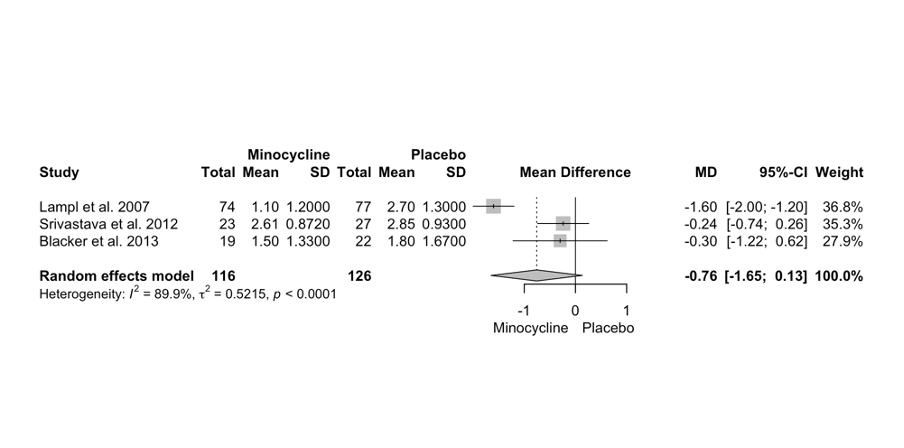 Minocycline Placebo
Study Total Mean SD Total Mean SD Mean Difference MD 95%-CI Weight
Lampl et al. 2007 74 1.10 1.2000 77 2.70 1.3000 -1.60 [-2.00; -1.20] 36.8%
Srivastava et al. 2012 23 2.61 0.8720 27 2.85 0.9300 -0.24 [-0.74; 0.26] 35.3%
Blacker et al. 2013 19 1.50 1.3300 22 1.80 1.6700 -0.30 [-1.22; 0.62] 27.9%
Random effects model 116 126 -0.76 [-1.65; 0.13] 100.0%
Heterogeneity: I² = 89.9%, τ² = 0.5215, p < 0.0001
-1 0 1
Minocycline Placebo